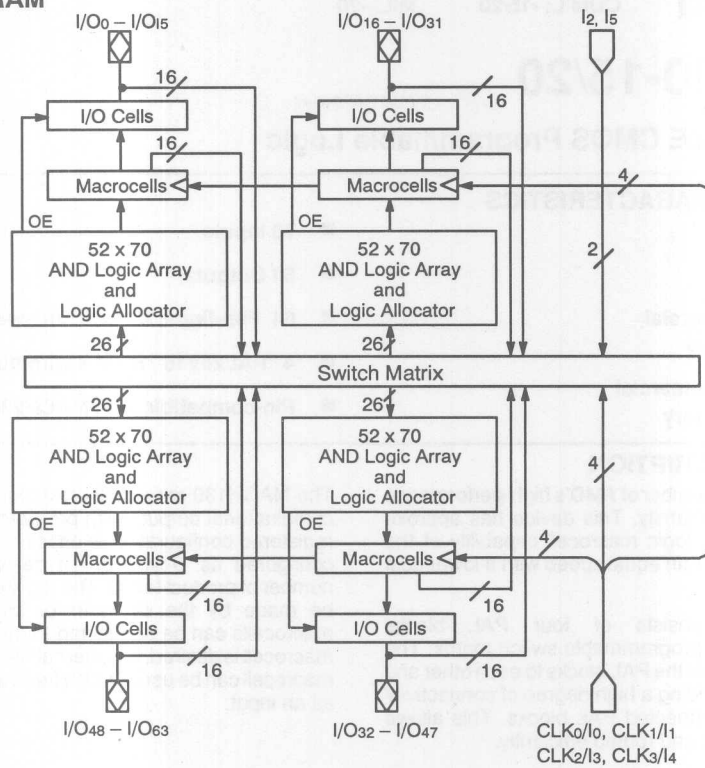 RAM
I/O0 – I/O15
I/O16 – I/O31
I2, I5
16
16
I/O Cells
I/O Cells
16
16
Macrocells
Macrocells
4
OE
OE
52 x 70
AND Logic Array
and
Logic Allocator
52 x 70
AND Logic Array
and
Logic Allocator
2
26
26
Switch Matrix
26
26
52 x 70
AND Logic Array
and
Logic Allocator
52 x 70
AND Logic Array
and
Logic Allocator
4
OE
OE
Macrocells
Macrocells
4
16
16
I/O Cells
I/O Cells
16
16
I/O48 – I/O63
I/O32 – I/O47
CLK0/I0, CLK1/I1
CLK2/I3, CLK3/I4